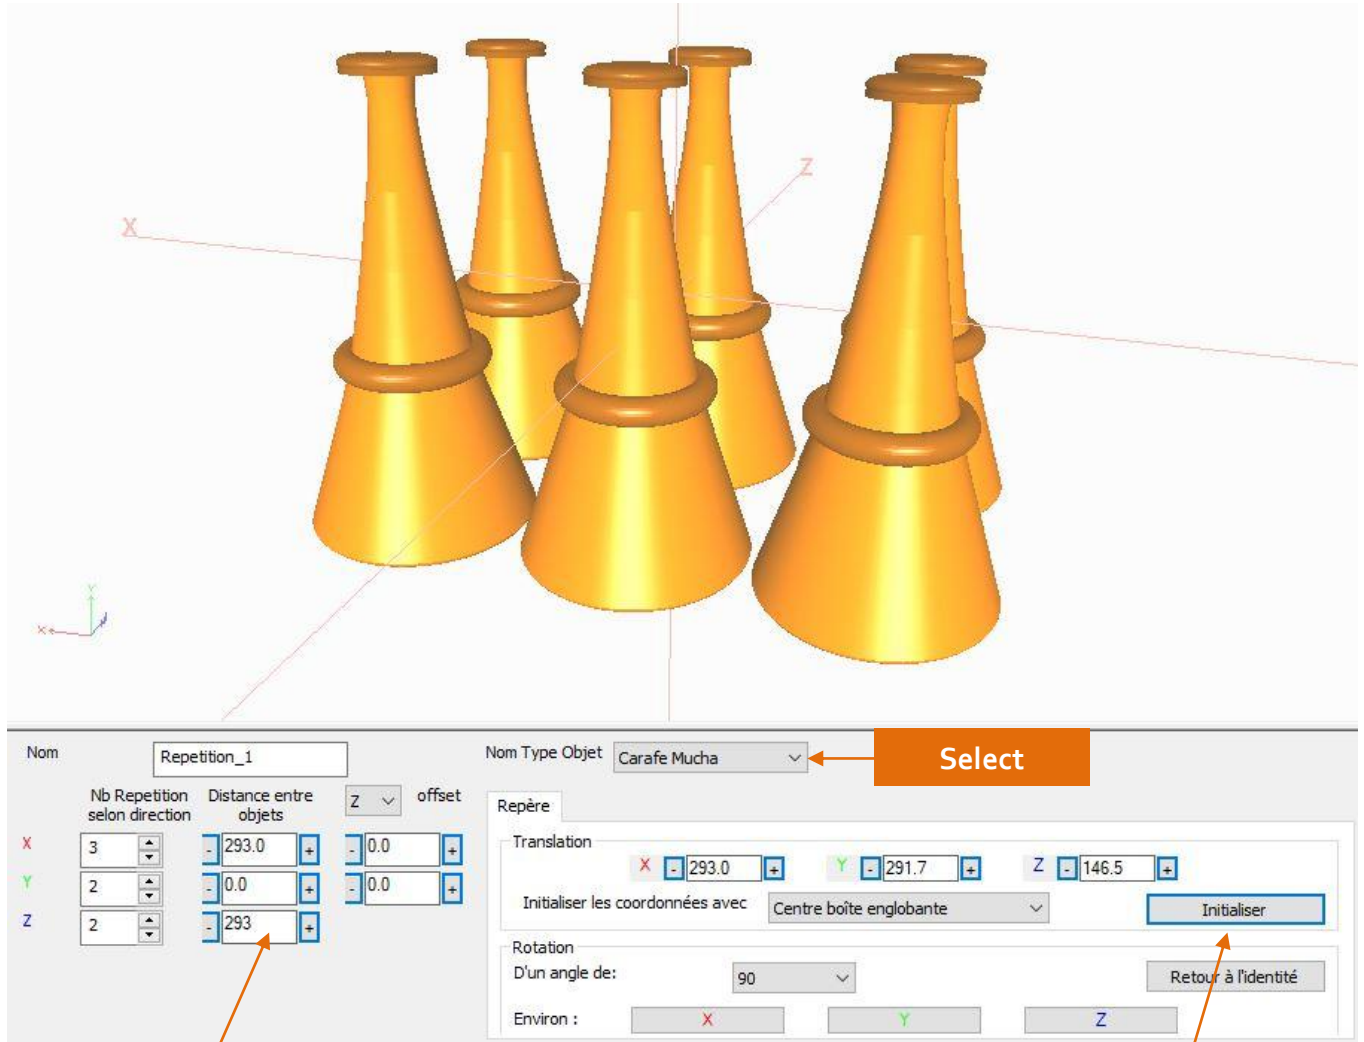 X
Z
Y
X
Nom
Repetition_1
Nom Type Objet
Carafe Mucha
Select
Nb Repetition
selon direction
Distance entre
objets
Z
offset
X
3
- 293.0 +
- 0.0 +
Y
2
- 0.0 +
- 0.0 +
Z
2
- 293 +
Repère
Translation
X - 293.0 +
Y - 291.7 +
Z - 146.5 +
Initialiser les coordonnées avec
Centre boîte englobante
Initialiser
Rotation
D'un angle de:
90
Retour à l'identité
Environ :
X
Y
Z